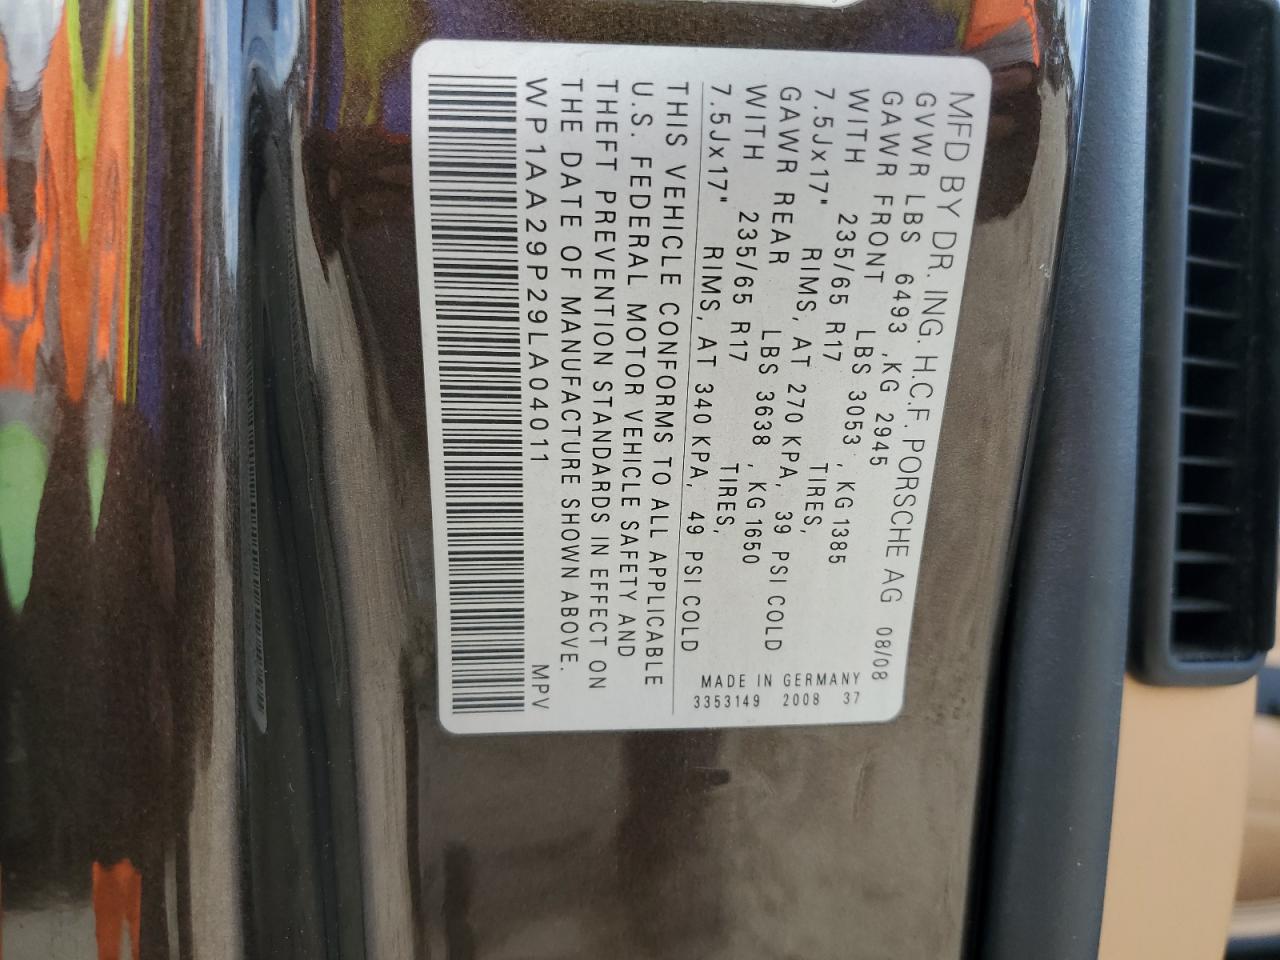 MFD BY DR. ING. H.C.F. PORSCHE AG 08/08
GVWR LBS 6493 ,KG 2945
GAWR FRONT LBS 3053 ,KG 1385
WITH 235/65 R17 TIRES,
7.5Jx17" RIMS, AT 270 KPA, 39 PSI COLD
GAWR REAR LBS 3638 ,KG 1650
WITH 235/65 R17 TIRES,
7.5Jx17" RIMS, AT 340 KPA, 49 PSI COLD
MADE IN GERMANY
3353149 2008 37
THIS VEHICLE CONFORMS TO ALL APPLICABLE
U.S. FEDERAL MOTOR VEHICLE SAFETY AND
THEFT PREVENTION STANDARDS IN EFFECT ON
THE DATE OF MANUFACTURE SHOWN ABOVE.
WP1AA29P29LA04011 MPV